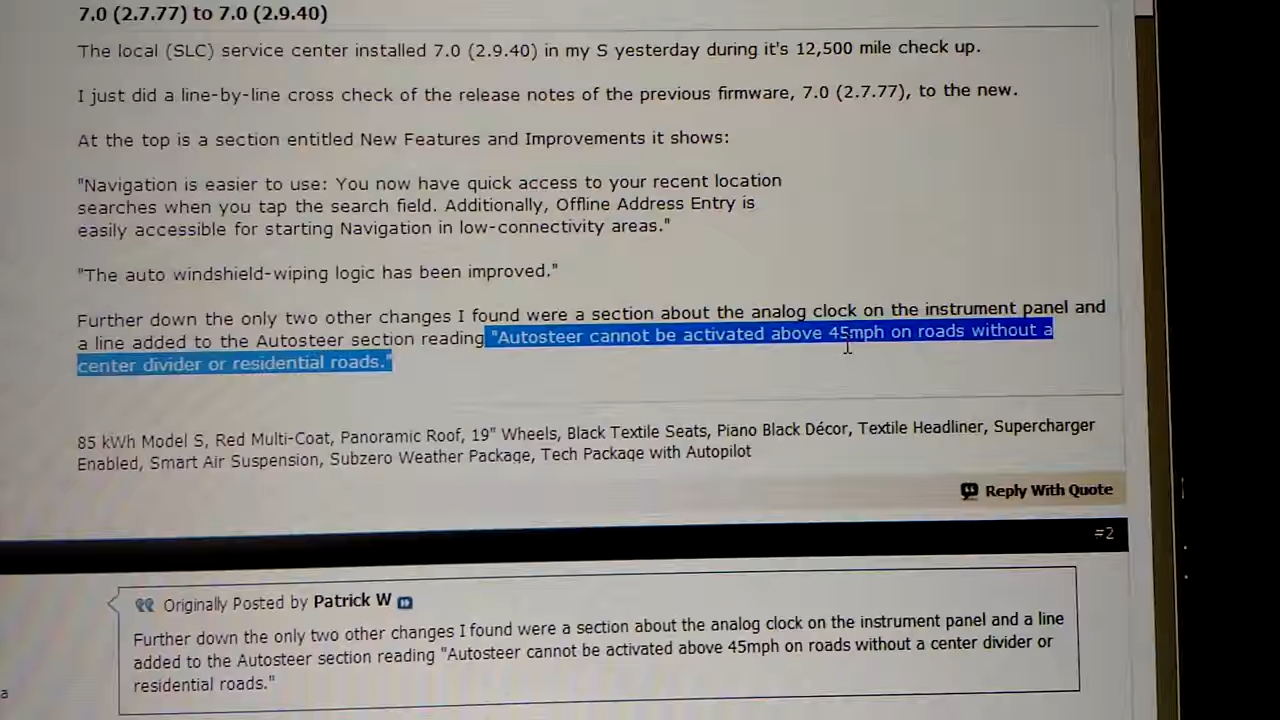 7.0 (2.7.77) to 7.0 (2.9.40)
The local (SLC) service center installed 7.0 (2.9.40) in my S yesterday during it's 12,500 mile check up.
I just did a line-by-line cross check of the release notes of the previous firmware, 7.0 (2.7.77), to the new.
At the top is a section entitled New Features and Improvements it shows:
"Navigation is easier to use: You now have quick access to your recent location
searches when you tap the search field. Additionally, Offline Address Entry is
easily accessible for starting Navigation in low-connectivity areas."
"The auto windshield-wiping logic has been improved."
Further down the only two other changes I found were a section about the analog clock on the instrument panel and
a line added to the Autosteer section reading "Autosteer cannot be activated above 45mph on roads without a
center divider or residential roads."
85 kWh Model S, Red Multi-Coat, Panoramic Roof, 19" Wheels, Black Textile Seats, Piano Black Décor, Textile Headliner, Supercharger
Enabled, Smart Air Suspension, Subzero Weather Package, Tech Package with Autopilot
Reply With Quote
#2
Originally Posted by Patrick W
Further down the only two other changes I found were a section about the analog clock on the instrument panel and a line
added to the Autosteer section reading "Autosteer cannot be activated above 45mph on roads without a center divider or
residential roads."
a